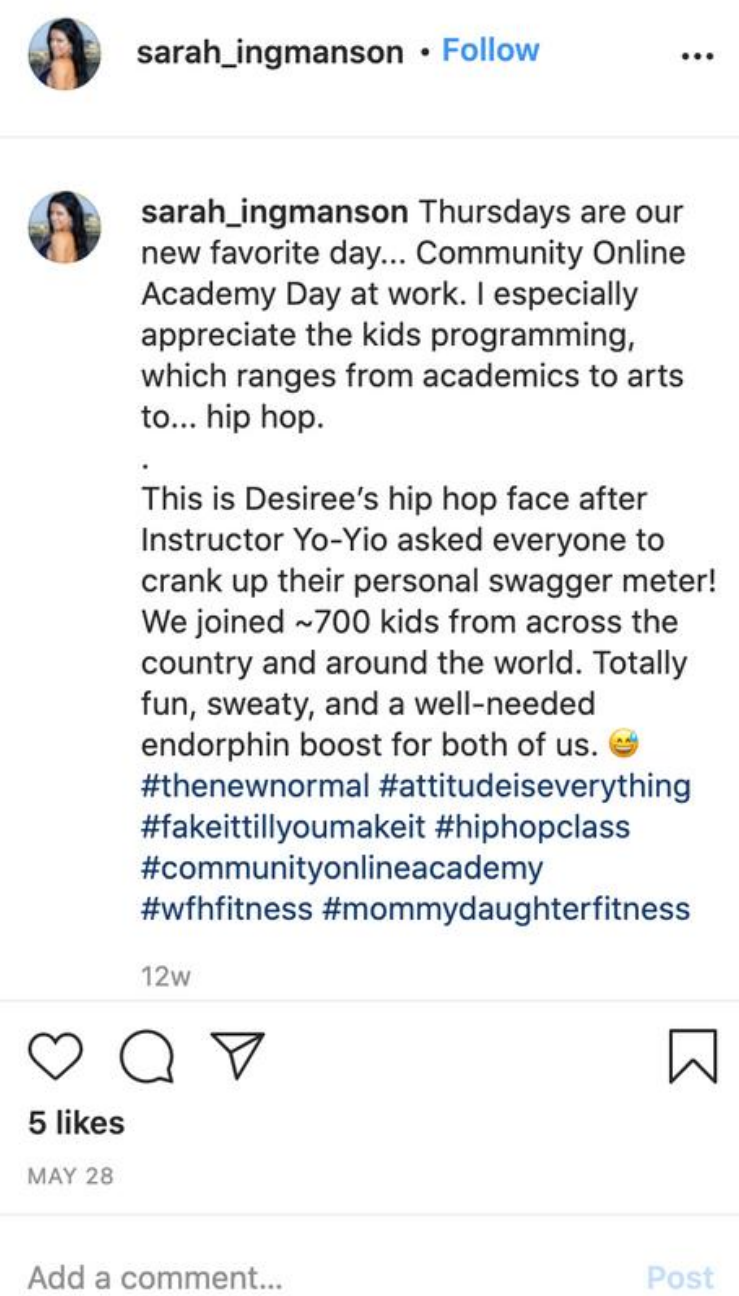 sarah_ingmanson • Follow
sarah_ingmanson Thursdays are our
new favorite day... Community Online
Academy Day at work. I especially
appreciate the kids programming,
which ranges from academics to arts
to... hip hop.
.
This is Desiree's hip hop face after
Instructor Yo-Yio asked everyone to
crank up their personal swagger meter!
We joined ~700 kids from across the
country and around the world. Totally
fun, sweaty, and a well-needed
endorphin boost for both of us. 😅
#thenewnormal #attitudeiseverything
#fakeittillyoumakeit #hiphopclass
#communityonlineacademy
#wfhfitness #mommydaughterfitness
12w
5 likes
MAY 28
Add a comment... Post